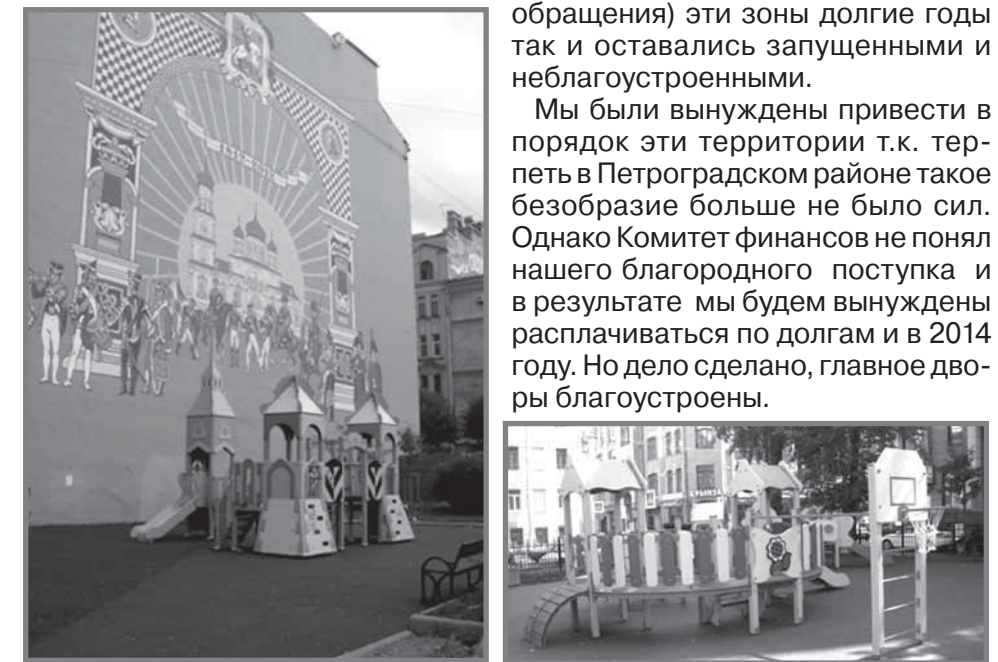 обращения) эти зоны долгие годы
так и оставались запущенными и
неблагоустроенными.
Мы были вынуждены привести в
порядок эти территории т.к. тер-
петь в Петроградском районе такое
безобразие больше не было сил.
Однако Комитет финансов не понял
нашего благородного поступка и
в результате мы будем вынуждены
расплачиваться по долгам и в 2014
году. Но дело сделано, главное дво-
ры благоустроены.